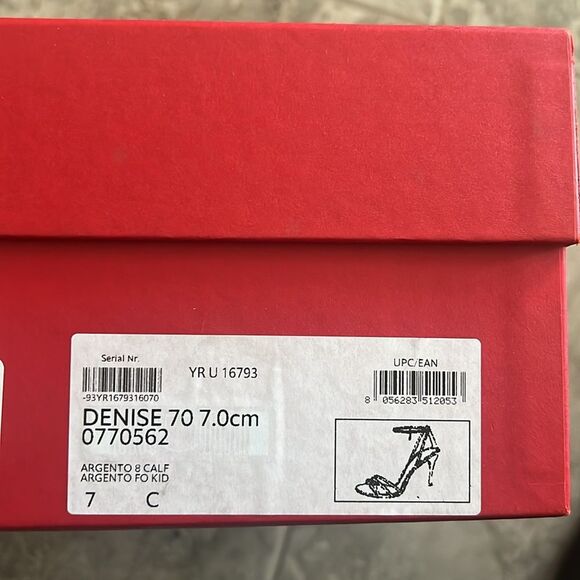 Serial Nr.
YR U 16793
UPC/EAN
-93YR1679316070
8 056283 512053
DENISE 70 7.0cm
0770562
ARGENTO 8 CALF
ARGENTO FO KID
7 C